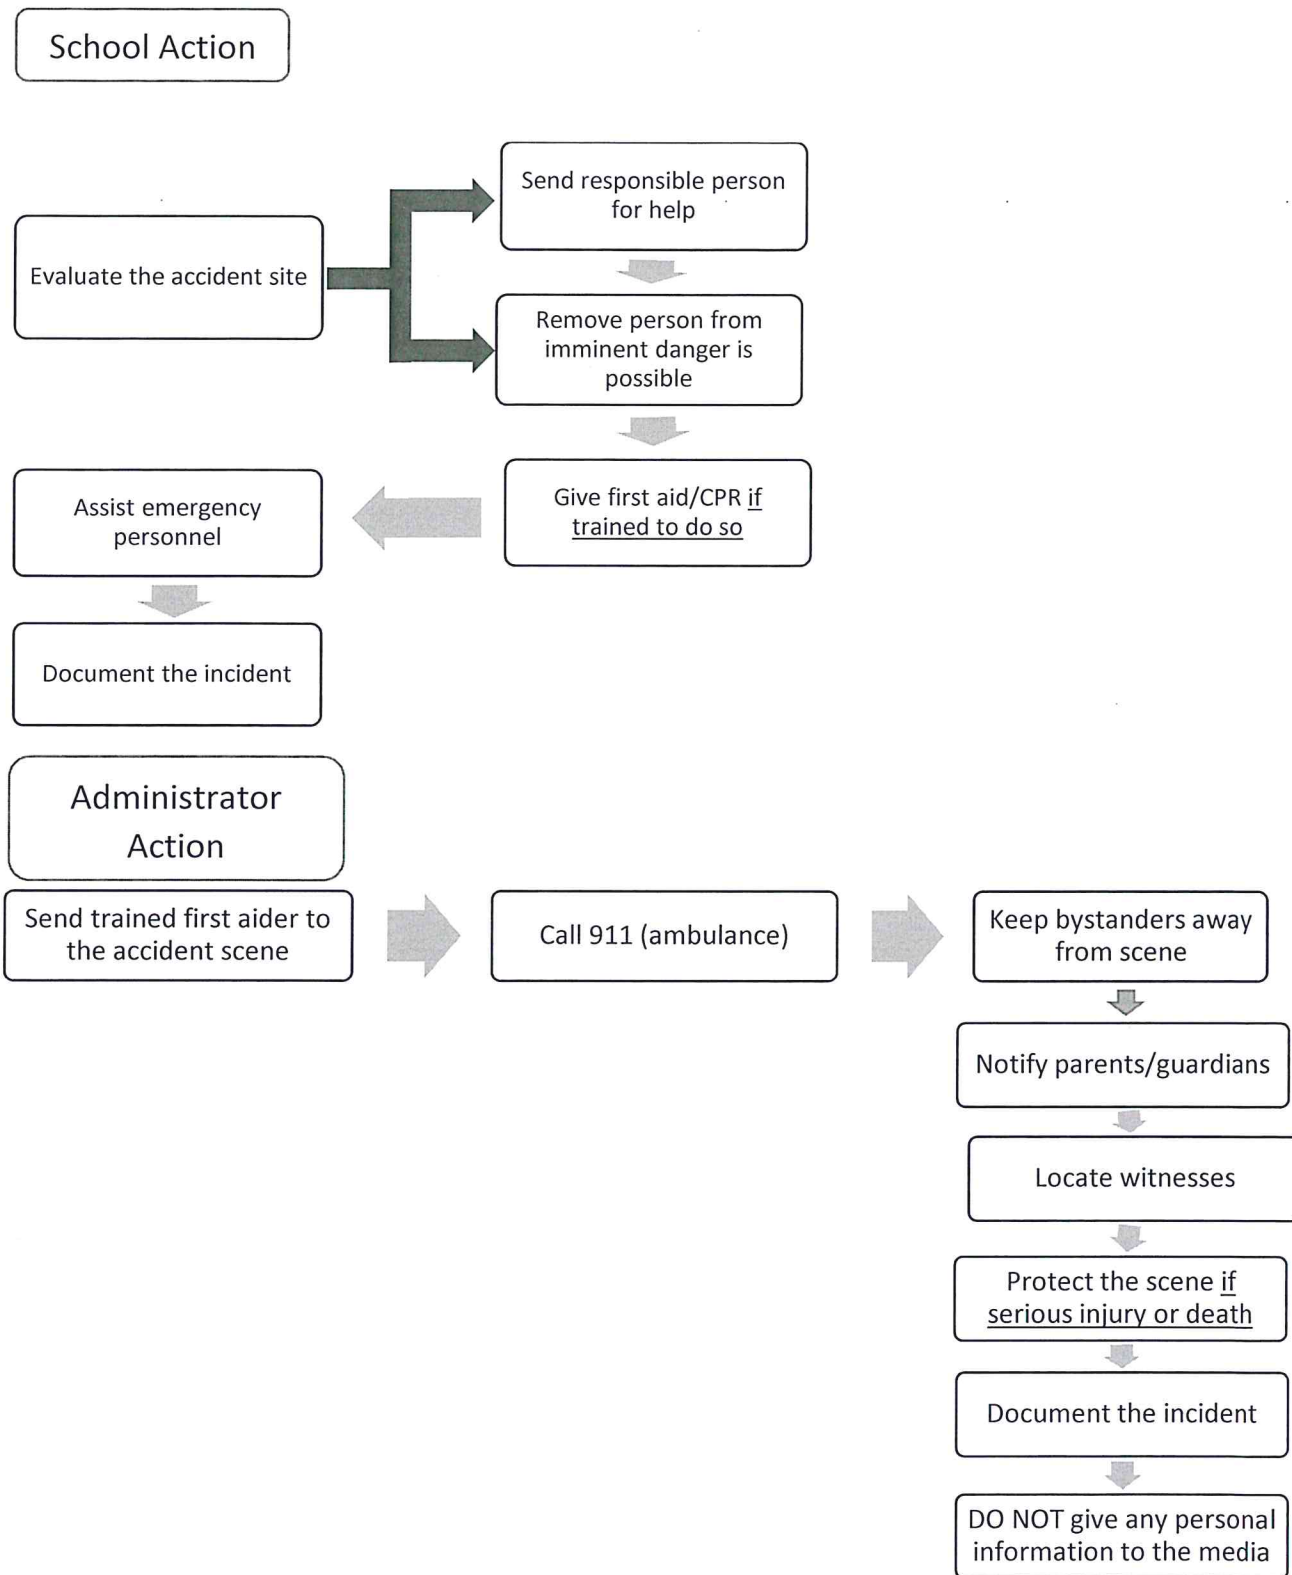 School Action
Send responsible person
for help
Evaluate the accident site
Remove person from
imminent danger is
possible
Give first aid/CPR if
trained to do so
Assist emergency
personnel
Document the incident
Administrator
Action
Send trained first aider to
the accident scene
Call 911 (ambulance)
Keep bystanders away
from scene
Notify parents/guardians
Locate witnesses
Protect the scene if
serious injury or death
Document the incident
DO NOT give any personal
information to the media